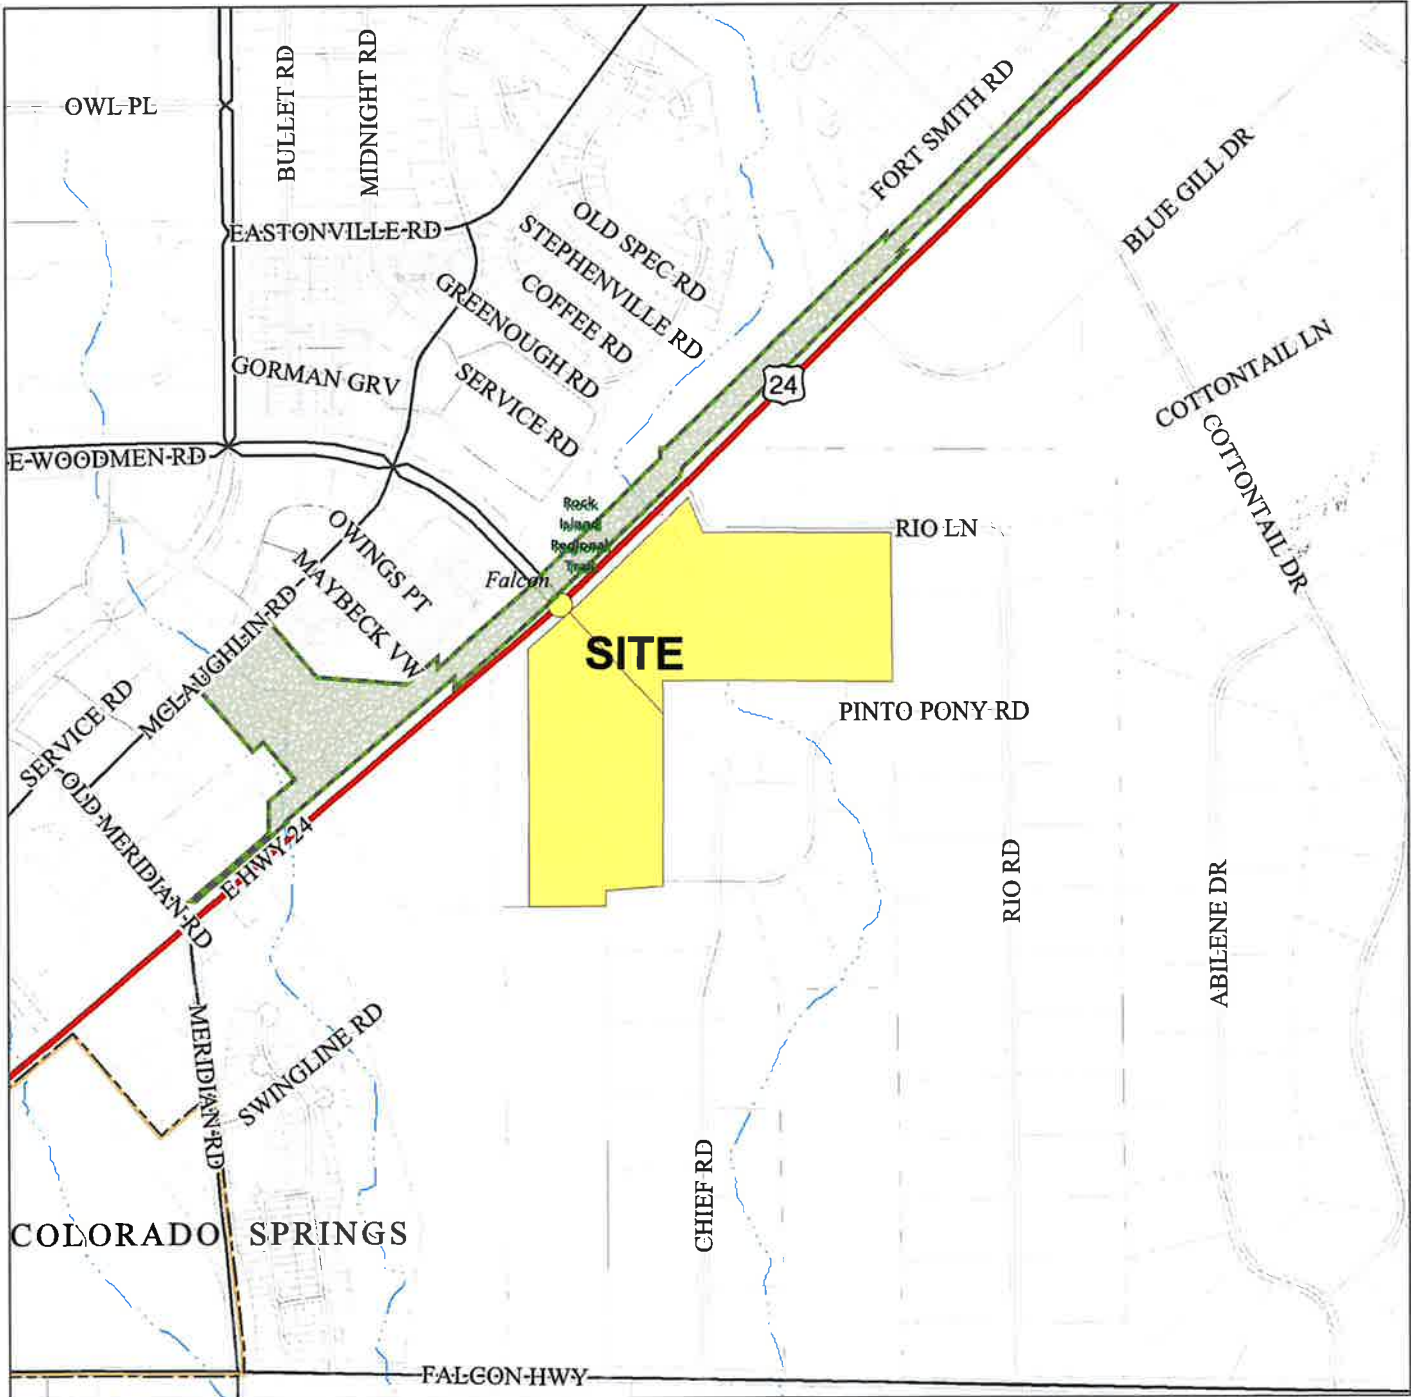 OWL PL
BULLET RD
MIDNIGHT RD
FORT SMITH RD
BLUE GILL DR
EASTONVILLE RD
OLD SPEC RD
STEPHENVILLE RD
COFFEE RD
GREENOUGH RD
SERVICE RD
GORMAN GRV
24
COTTONTAIL LN
COTTONTAIL DR
E WOODMEN RD
Rock
Island
Regional
Trail
RIO LN
OWINGS PT
MAYBECK VW
Falcon
MCLAUGHLIN RD
SITE
SERVICE RD
PINTO PONY RD
OLD MERIDIAN RD
E HWY 24
RIO RD
ABILENE DR
MERIDIAN RD
SWINGLINE RD
CHIEF RD
COLORADO SPRINGS
FALCON HWY